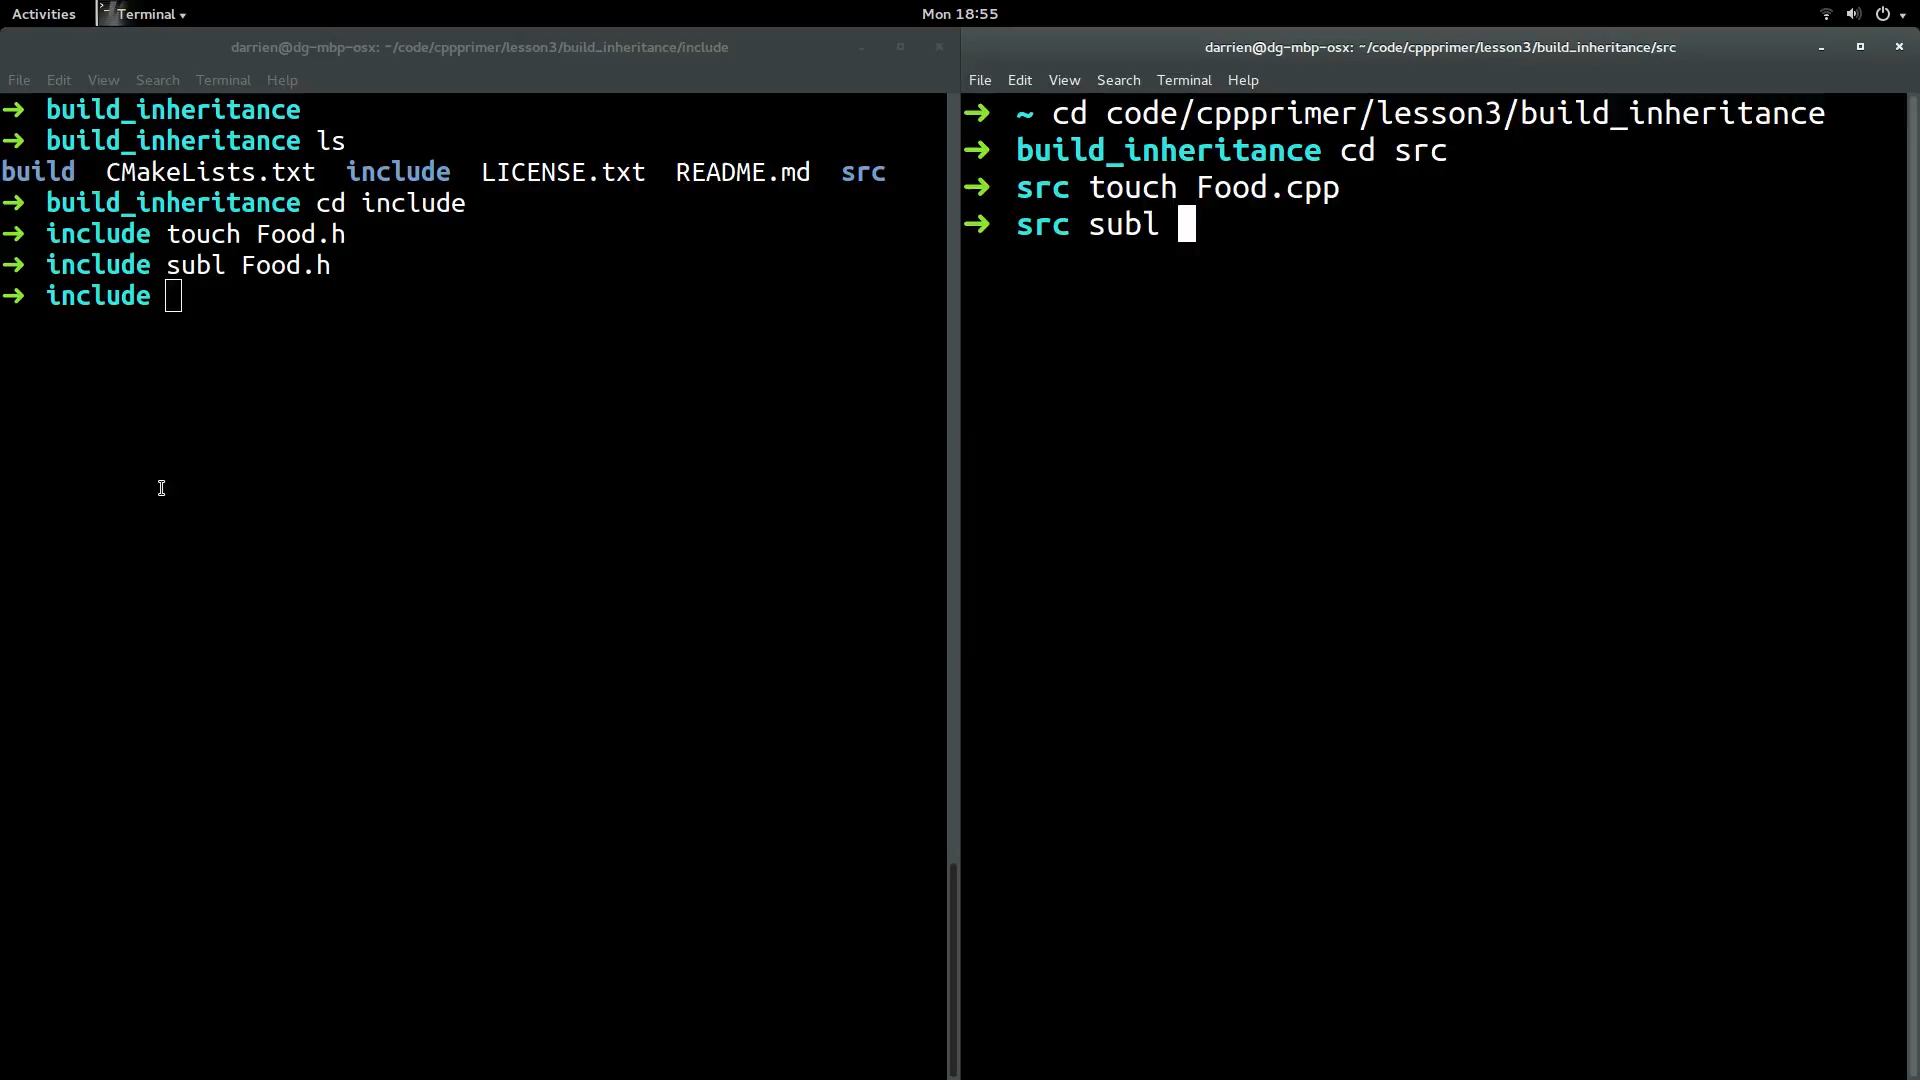 Activities Terminal Mon 18:55
darrien@dg-mbp-osx: ~/code/cppprimer/lesson3/build_inheritance/include
File Edit View Search Terminal Help
➜ build_inheritance
➜ build_inheritance ls
build CMakeLists.txt include LICENSE.txt README.md src
➜ build_inheritance cd include
➜ include touch Food.h
➜ include subl Food.h
➜ include
darrien@dg-mbp-osx: ~/code/cppprimer/lesson3/build_inheritance/src
File Edit View Search Terminal Help
➜ ~ cd code/cppprimer/lesson3/build_inheritance
➜ build_inheritance cd src
➜ src touch Food.cpp
➜ src subl